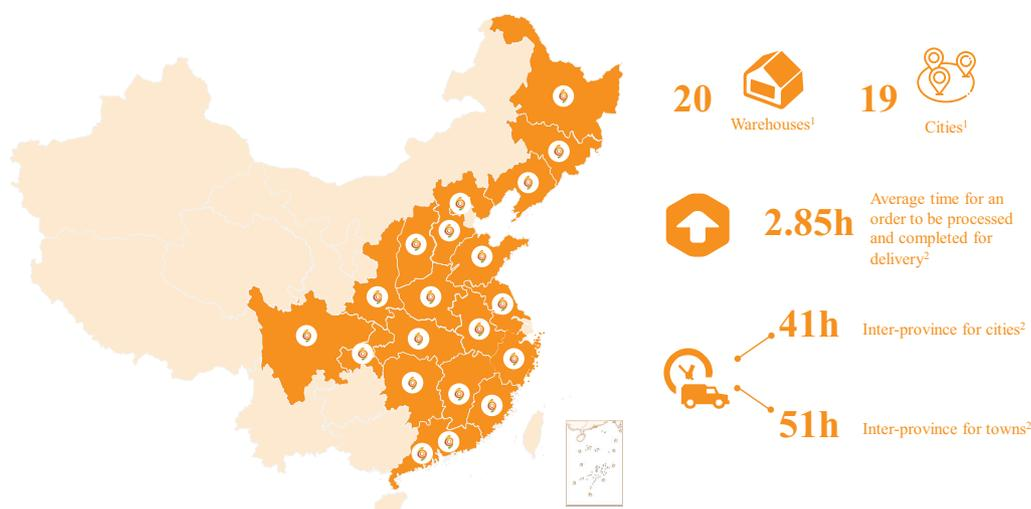 20
Warehouses¹
19
Cities¹
2.85h
Average time for an
order to be processed
and completed for
delivery²
41h
Inter-province for cities²
51h
Inter-province for towns²